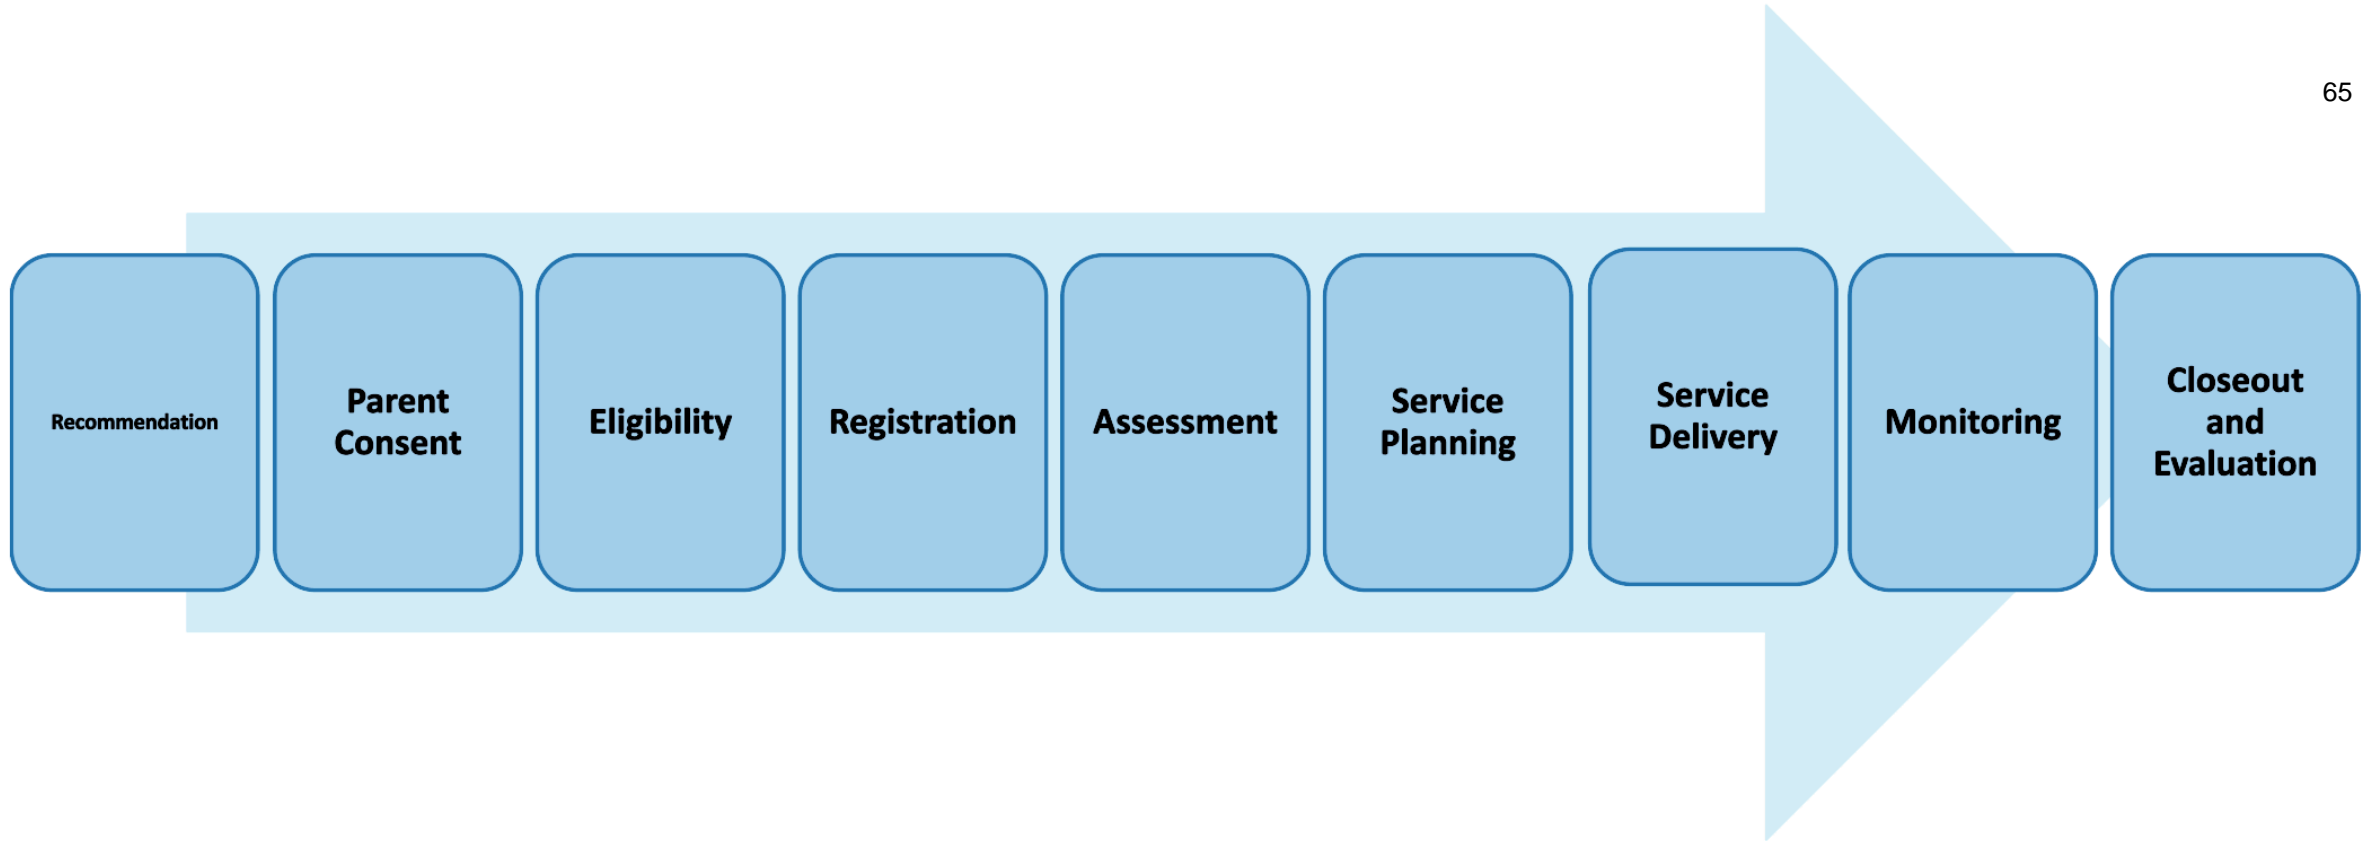 65
Recommendation
Parent
Consent
Eligibility
Registration
Assessment
Service
Planning
Service
Delivery
Monitoring
Closeout
and
Evaluation